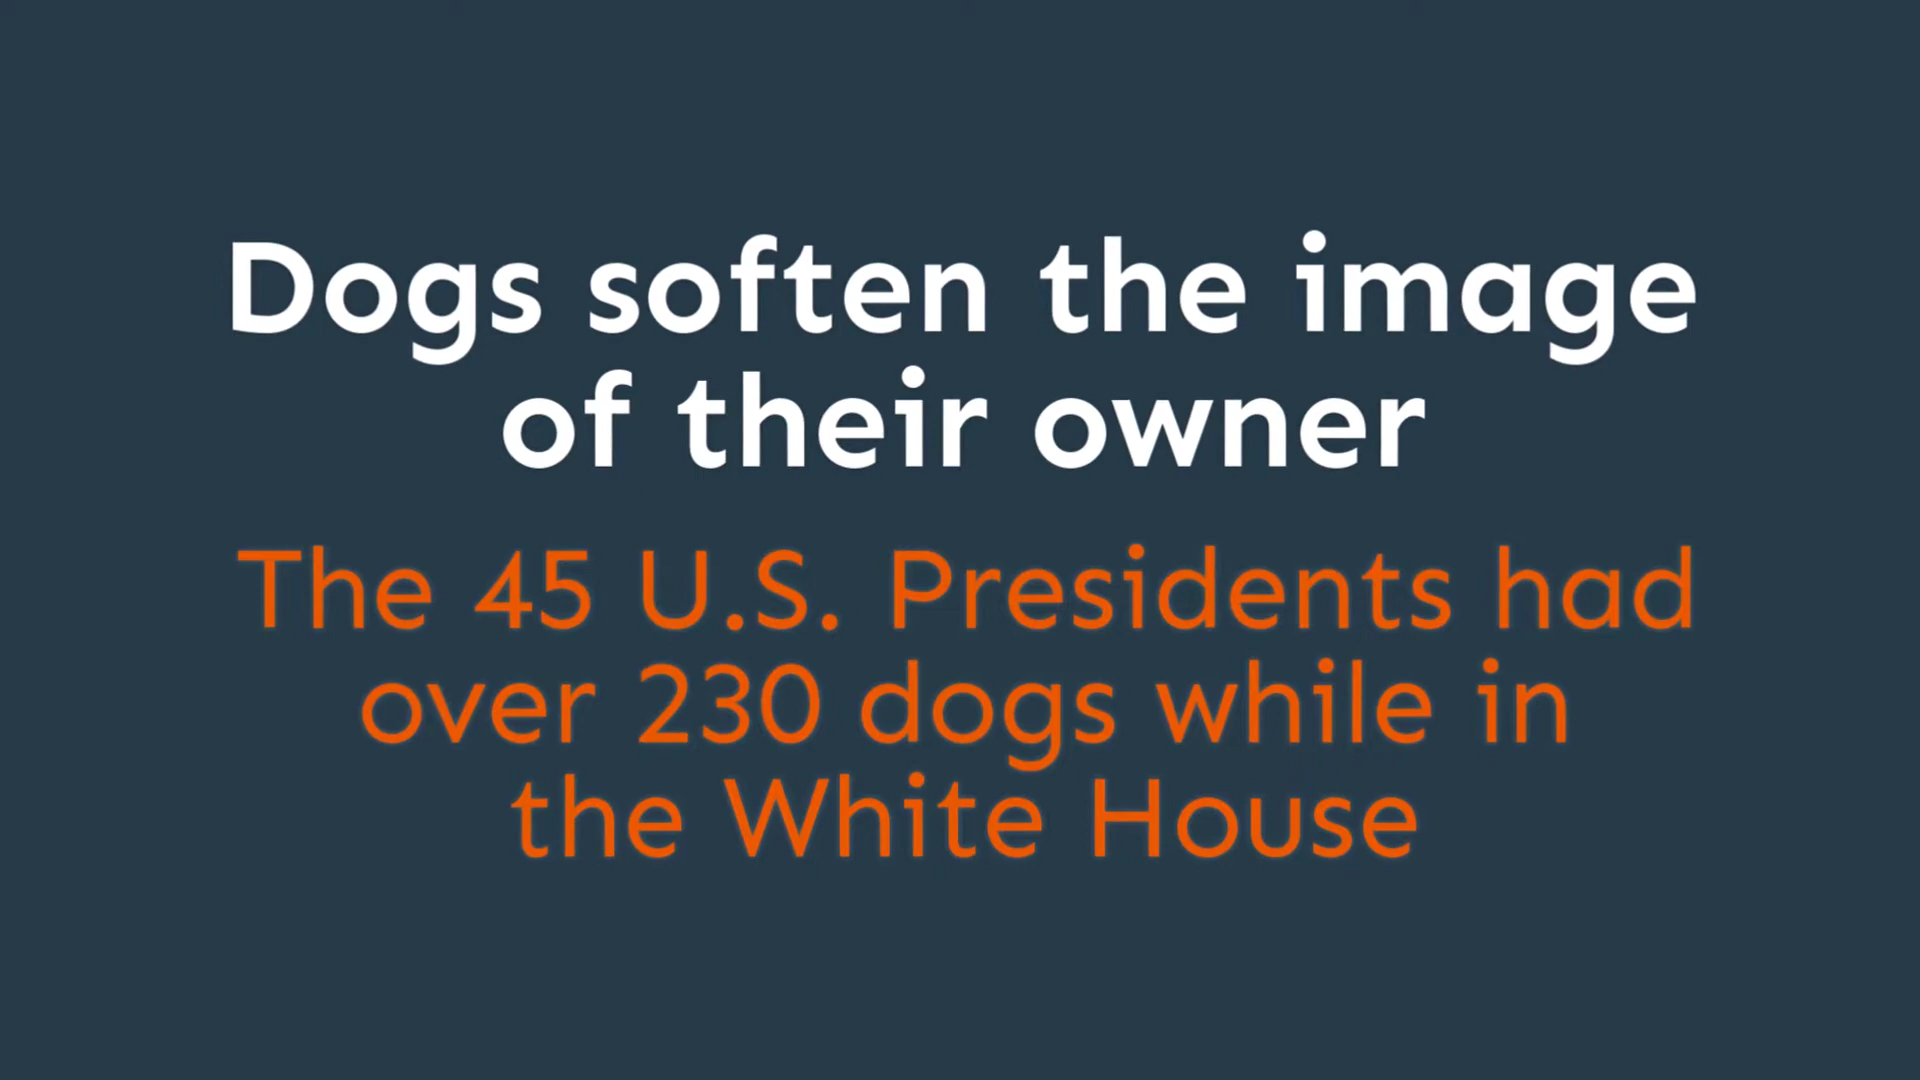 Dogs soften the image
of their owner
The 45 U.S. Presidents had
over 230 dogs while in
the White House